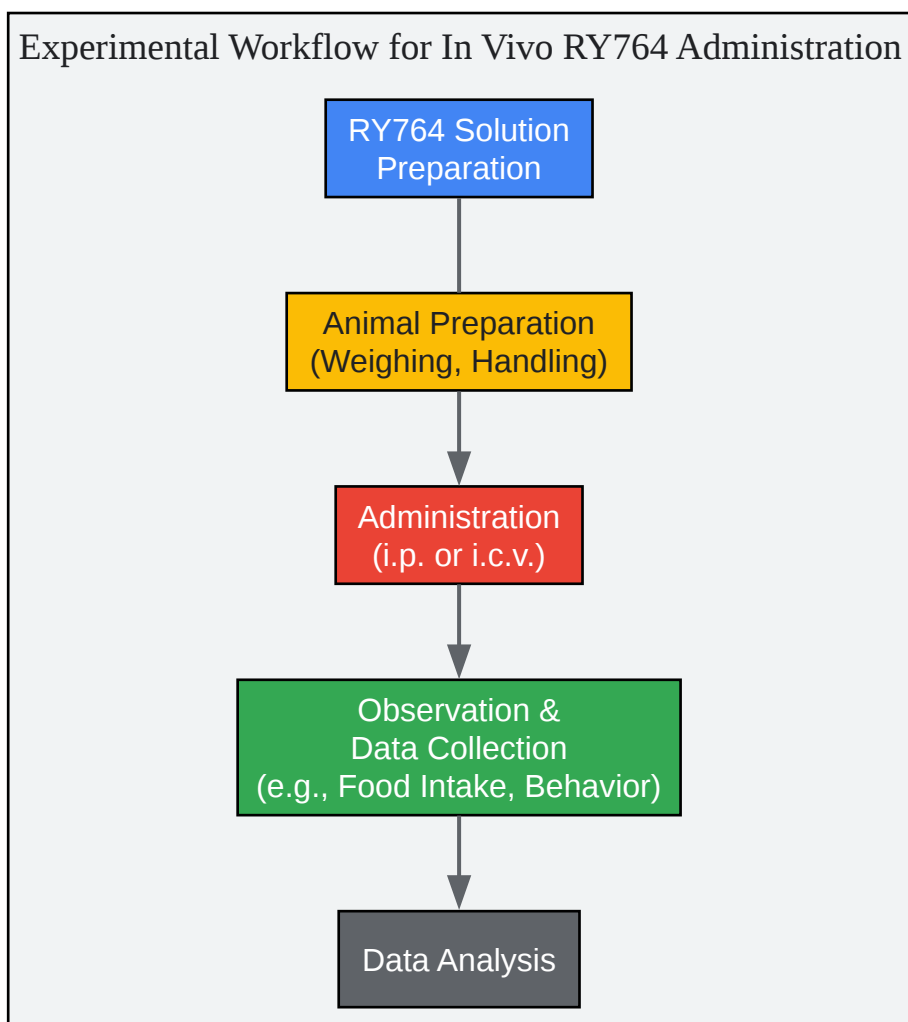 Experimental Workflow for In Vivo RY764 Administration
RY764 Solution
Preparation
Animal Preparation
(Weighing, Handling)
Administration
(i.p. or i.c.v.)
Observation &
Data Collection
(e.g., Food Intake, Behavior)
Data Analysis